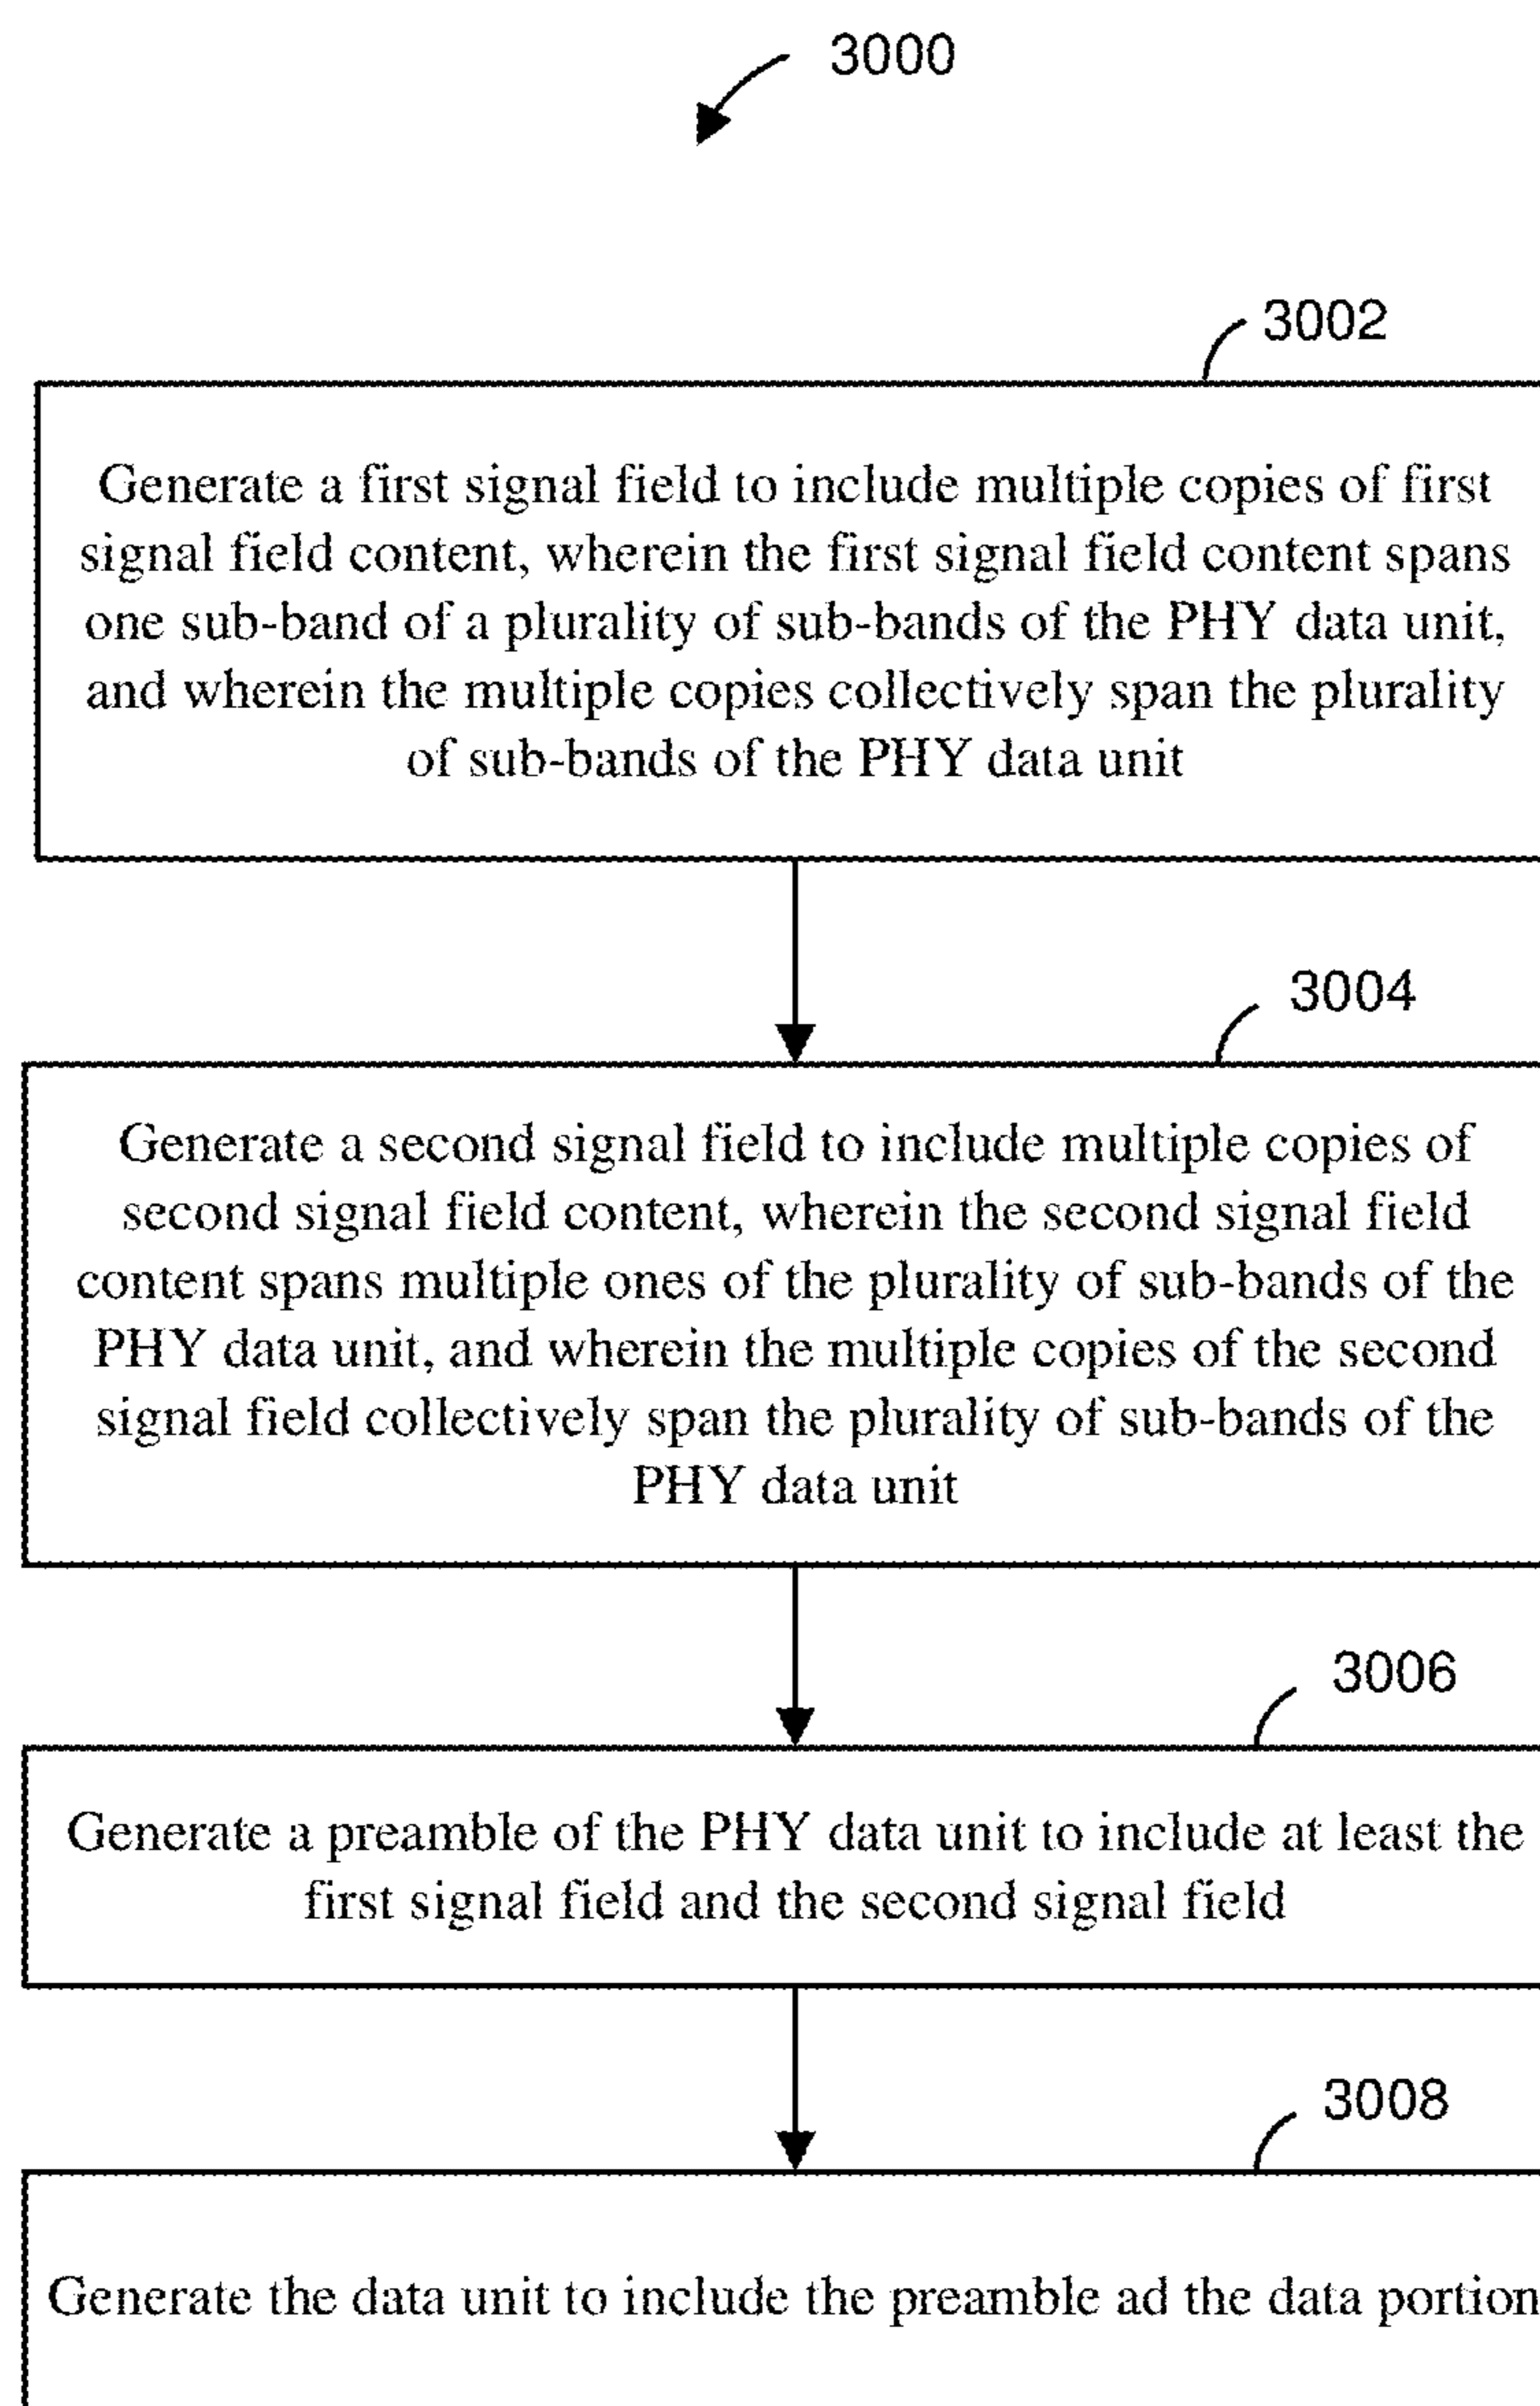 3000
3002
Generate a first signal field to include multiple copies of first
signal field content, wherein the first signal field content spans
one sub-band of a plurality of sub-bands of the PHY data unit,
and wherein the multiple copies collectively span the plurality
of sub-bands of the PHY data unit
3004
Generate a second signal field to include multiple copies of
second signal field content, wherein the second signal field
content spans multiple ones of the plurality of sub-bands of the
PHY data unit, and wherein the multiple copies of the second
signal field collectively span the plurality of sub-bands of the
PHY data unit
3006
Generate a preamble of the PHY data unit to include at least the
first signal field and the second signal field
3008
Generate the data unit to include the preamble ad the data portion